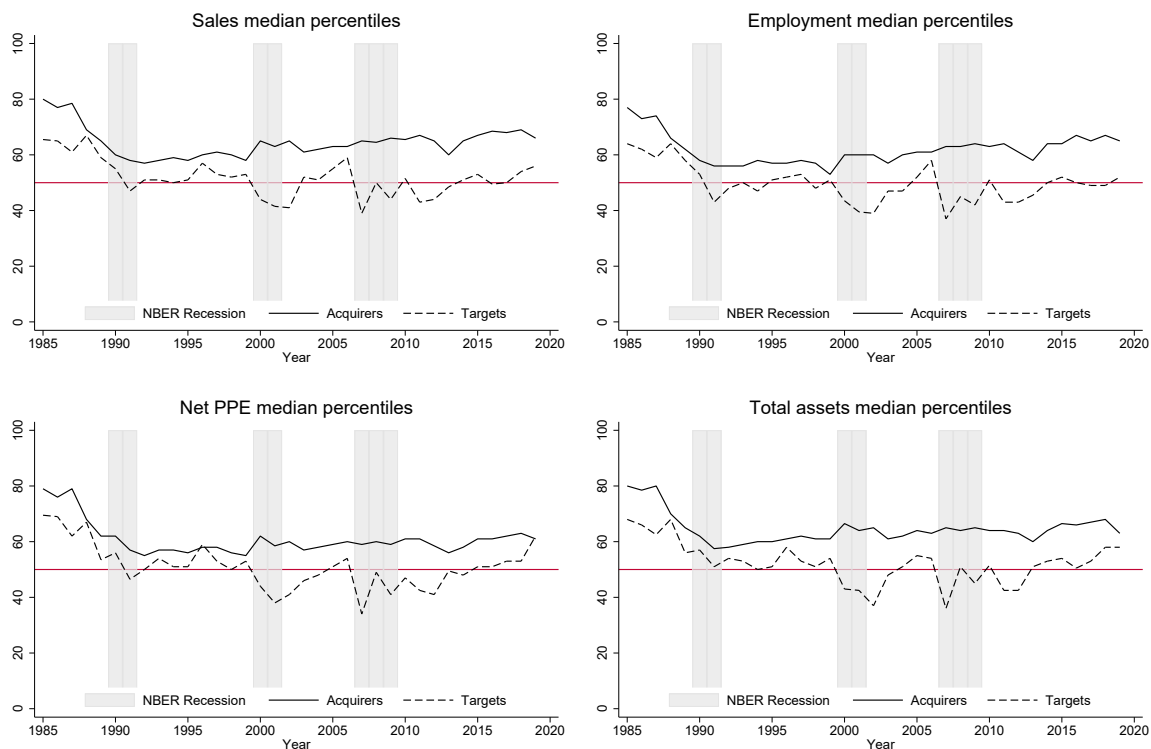 Sales median percentiles
100
80
60
40
20
0
NBER Recession Acquirers Targets
1985 1990 1995 2000 2005 2010 2015 2020
Year
Employment median percentiles
100
80
60
40
20
0
NBER Recession Acquirers Targets
1985 1990 1995 2000 2005 2010 2015 2020
Year
Net PPE median percentiles
100
80
60
40
20
0
NBER Recession Acquirers Targets
1985 1990 1995 2000 2005 2010 2015 2020
Year
Total assets median percentiles
100
80
60
40
20
0
NBER Recession Acquirers Targets
1985 1990 1995 2000 2005 2010 2015 2020
Year